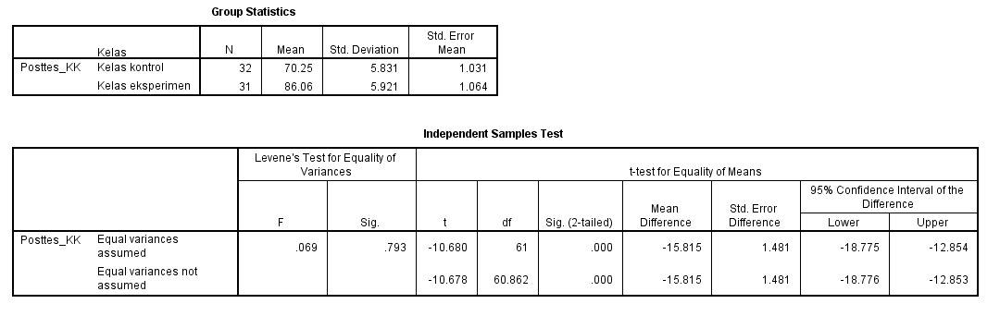 Group Statistics
Kelas N Mean Std. Deviation Std. Error Mean
Posttes_KK Kelas kontrol 32 70.25 5.831 1.031
Kelas eksperimen 31 86.06 5.921 1.064
Independent Samples Test
Levene's Test for Equality of Variances t-test for Equality of Means
F Sig. t df Sig. (2-tailed) Mean Difference Std. Error Difference 95% Confidence Interval of the Difference
Lower Upper
Posttes_KK Equal variances assumed .069 .793 -10.680 61 .000 -15.815 1.481 -18.775 -12.854
Equal variances not assumed -10.678 60.862 .000 -15.815 1.481 -18.776 -12.853